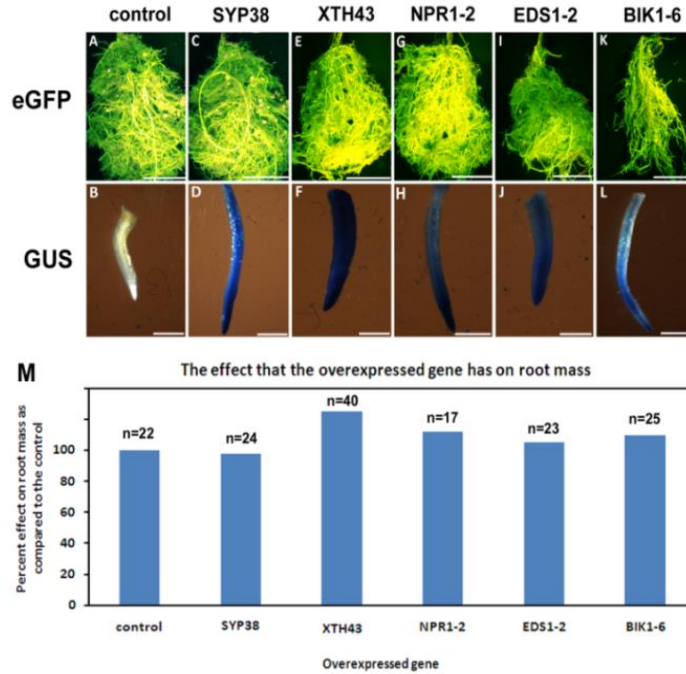 control SYP38 XTH43 NPR1-2 EDS1-2 BIK1-6
eGFP
A C E G I K
GUS
B D F H J L
M
The effect that the overexpressed gene has on root mass
Percent effect on root mass as
compared to the control
100
80
60
40
20
0
n=22 n=24 n=40 n=17 n=23 n=25
control SYP38 XTH43 NPR1-2 EDS1-2 BIK1-6
Overexpressed gene